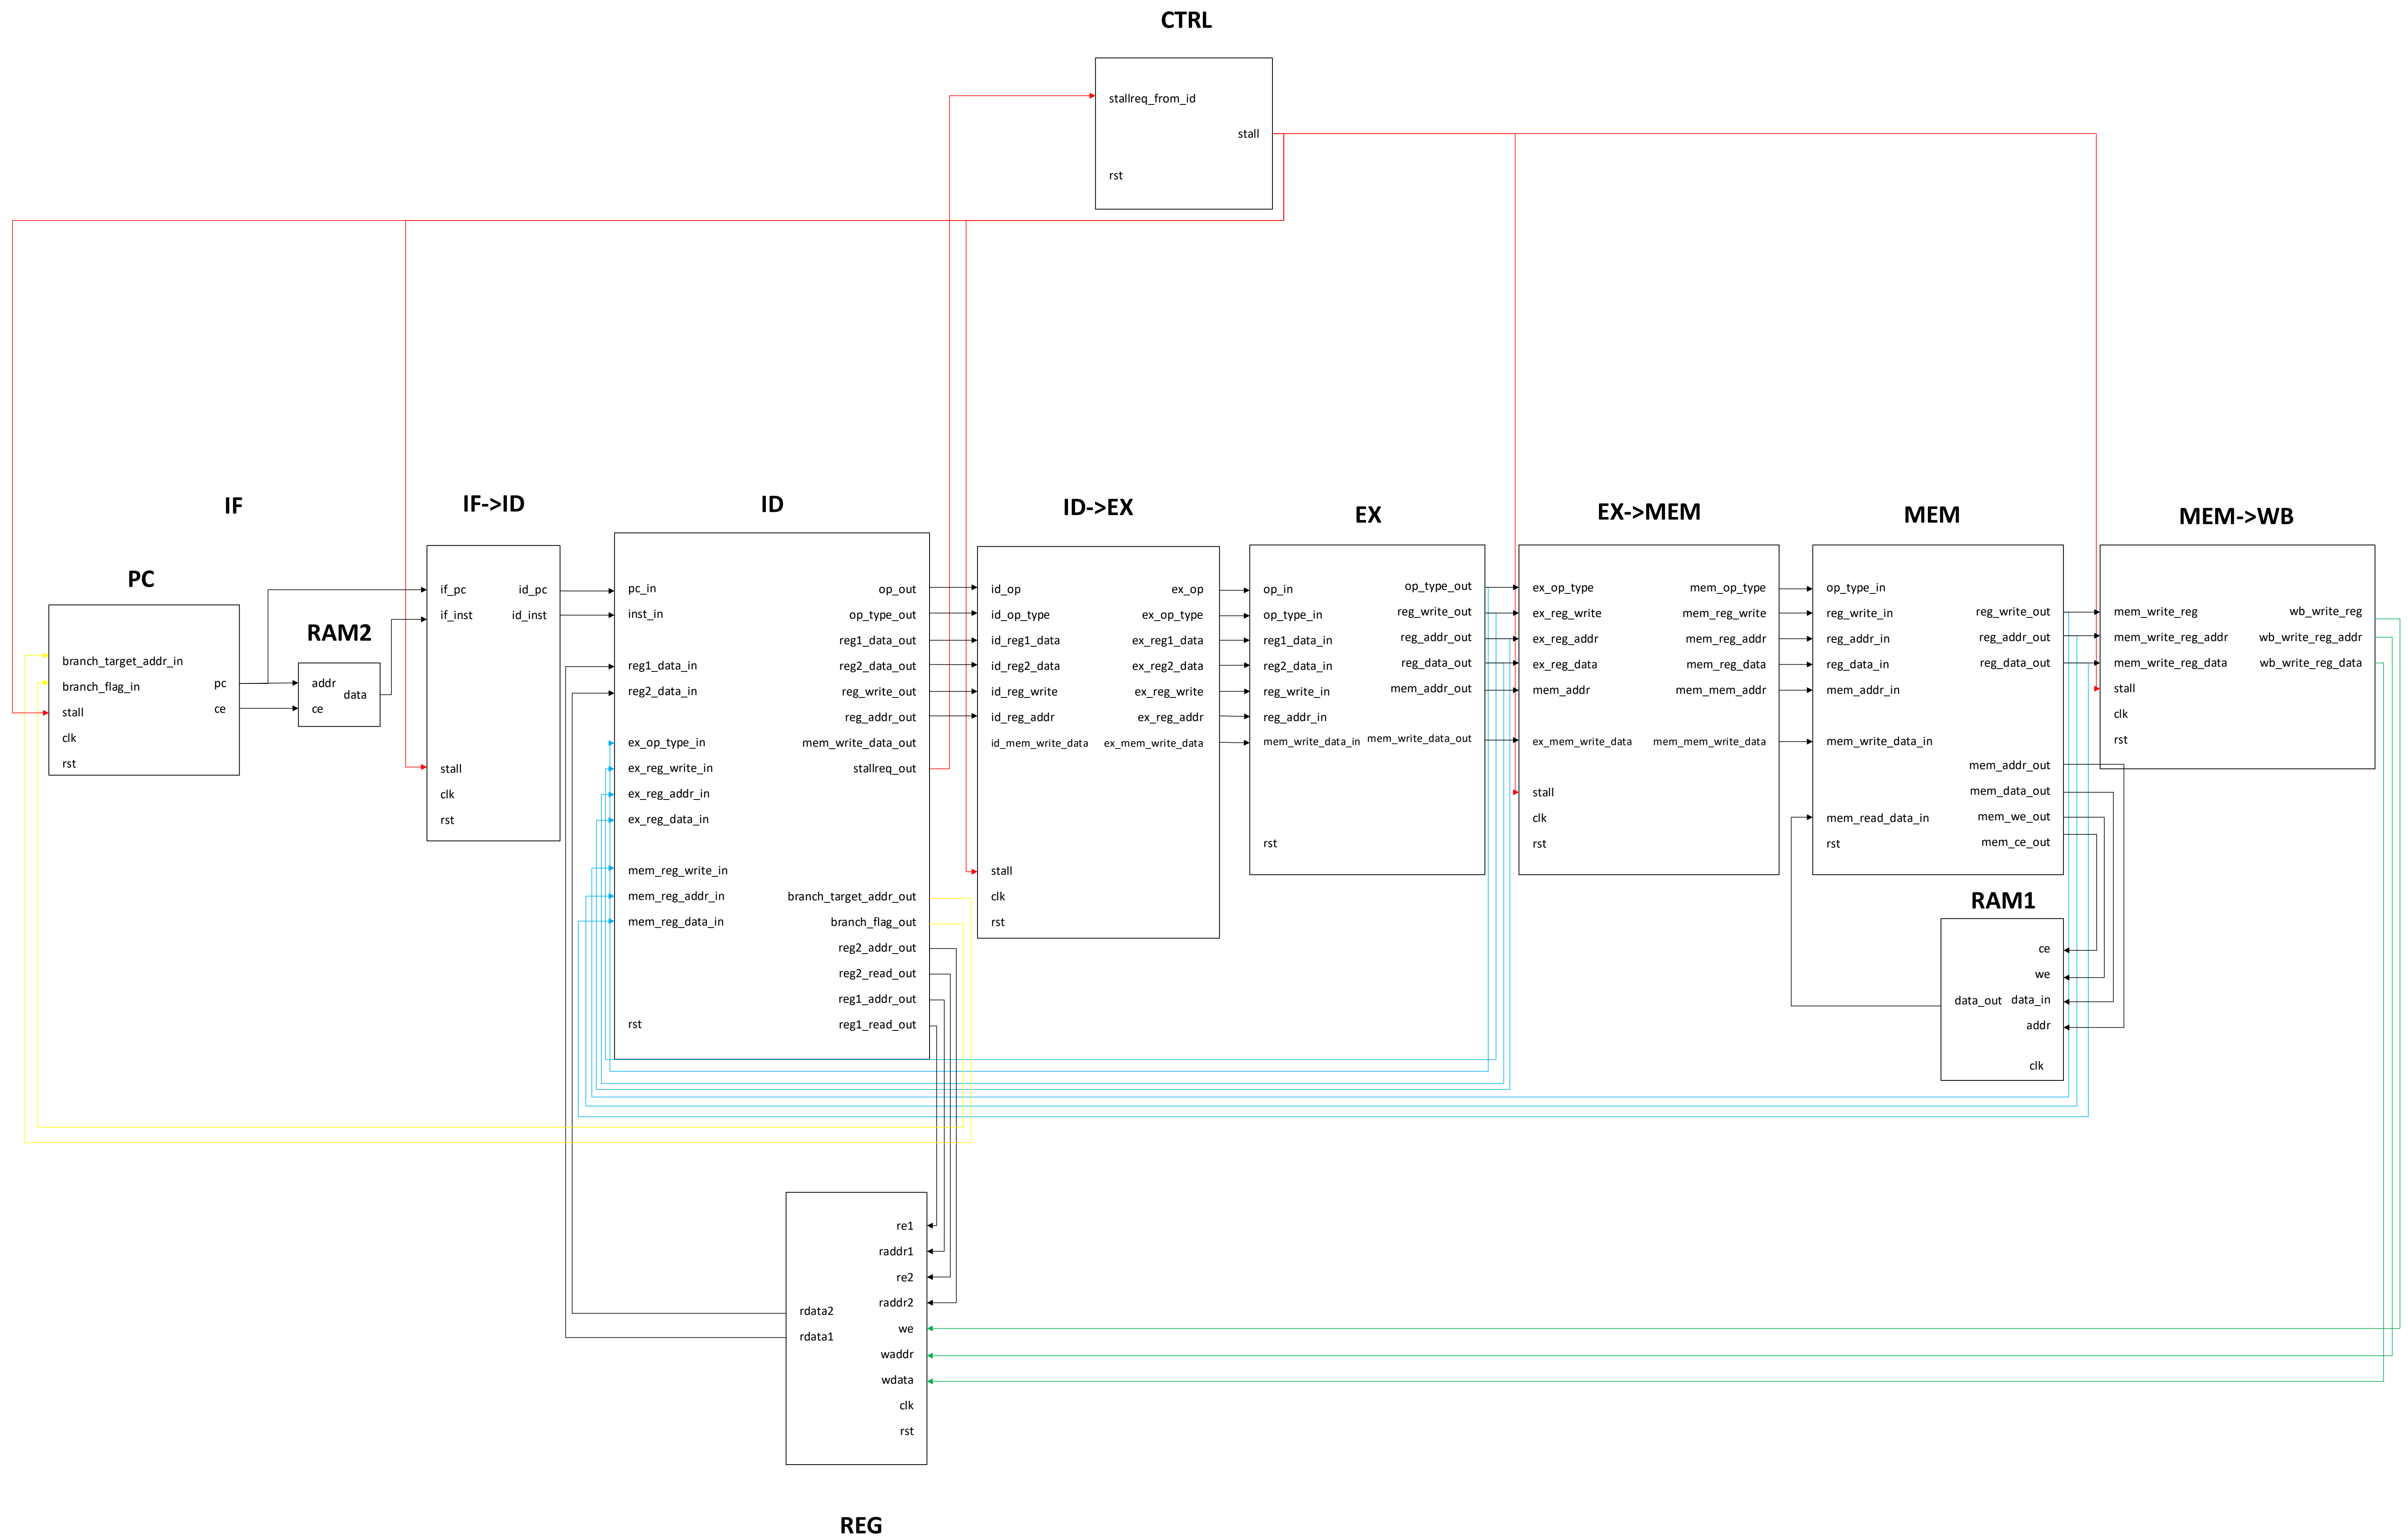 CTRL
stallreq_from_id
stall
rst
IF
IF->ID
ID
ID->EX
EX
EX->MEM
MEM
MEM->WB
PC
branch_target_addr_in
branch_flag_in
stall
clk
rst
pc
ce
RAM2
addr
ce
data
if_pc
if_inst
stall
clk
rst
id_pc
id_inst
pc_in
inst_in
reg1_data_in
reg2_data_in
ex_op_type_in
ex_reg_write_in
ex_reg_addr_in
ex_reg_data_in
mem_reg_write_in
mem_reg_addr_in
mem_reg_data_in
rst
op_out
op_type_out
reg1_data_out
reg2_data_out
reg_write_out
reg_addr_out
mem_write_data_out
stallreq_out
branch_target_addr_out
branch_flag_out
reg2_addr_out
reg2_read_out
reg1_addr_out
reg1_read_out
id_op
id_op_type
id_reg1_data
id_reg2_data
id_reg_write
id_reg_addr
id_mem_write_data
stall
clk
rst
ex_op
ex_op_type
ex_reg1_data
ex_reg2_data
ex_reg_write
ex_reg_addr
ex_mem_write_data
op_in
op_type_in
reg1_data_in
reg2_data_in
reg_write_in
reg_addr_in
mem_write_data_in
rst
op_type_out
reg_write_out
reg_addr_out
reg_data_out
mem_addr_out
mem_write_data_out
ex_op_type
ex_reg_write
ex_reg_addr
ex_reg_data
mem_addr
ex_mem_write_data
stall
clk
rst
mem_op_type
mem_reg_write
mem_reg_addr
mem_reg_data
mem_mem_addr
mem_mem_write_data
op_type_in
reg_write_in
reg_addr_in
reg_data_in
mem_addr_in
mem_write_data_in
mem_read_data_in
rst
reg_write_out
reg_addr_out
reg_data_out
mem_addr_out
mem_data_out
mem_we_out
mem_ce_out
mem_write_reg
mem_write_reg_addr
mem_write_reg_data
stall
clk
rst
wb_write_reg
wb_write_reg_addr
wb_write_reg_data
RAM1
ce
we
data_out
data_in
addr
clk
re1
raddr1
re2
raddr2
we
waddr
wdata
clk
rst
rdata2
rdata1
REG